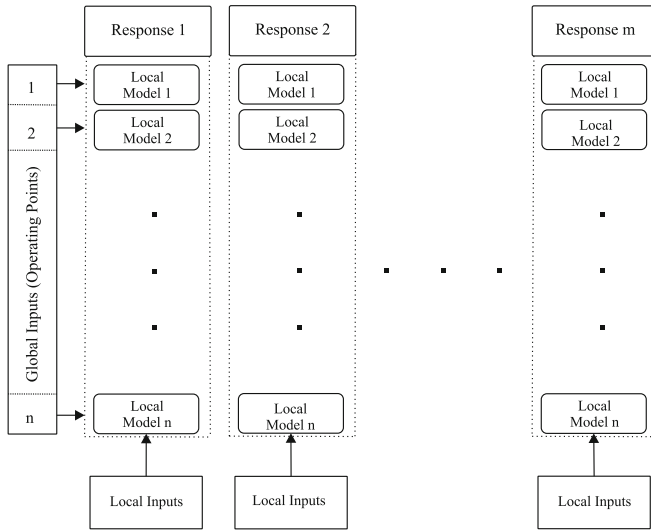 Response 1
Response 2
Response m
1
Local
Model 1
Local
Model 1
Local
Model 1
2
Local
Model 2
Local
Model 2
Local
Model 2
Global Inputs (Operating Points)
n
Local
Model n
Local
Model n
Local
Model n
Local Inputs
Local Inputs
Local Inputs